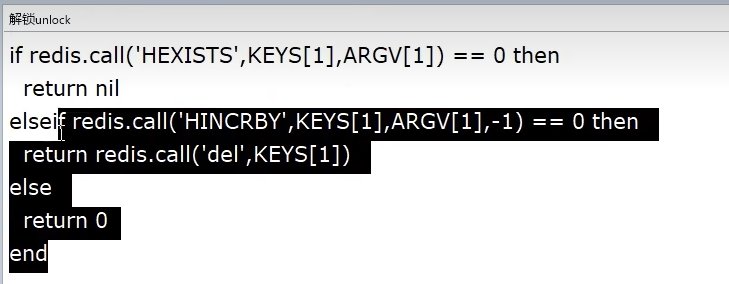 解锁unlock
if redis.call('HEXISTS',KEYS[1],ARGV[1]) == 0 then
return nil
elseif redis.call('HINCRBY',KEYS[1],ARGV[1],-1) == 0 then
return redis.call('del',KEYS[1])
else
return 0
end